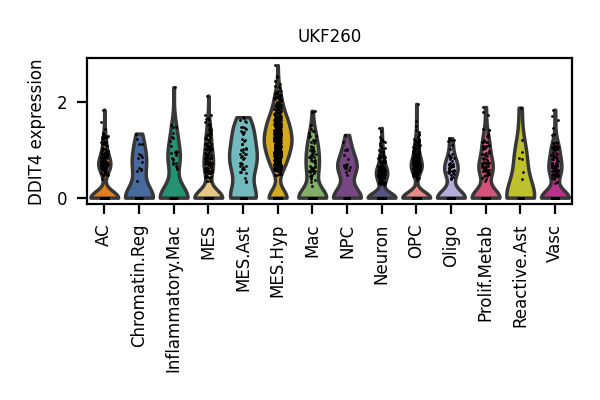 UKF260
DDIT4 expression
2
0
AC
Chromatin.Reg
Inflammatory.Mac
MES
MES.Ast
MES.Hyp
Mac
NPC
Neuron
OPC
Oligo
Prolif.Metab
Reactive.Ast
Vasc